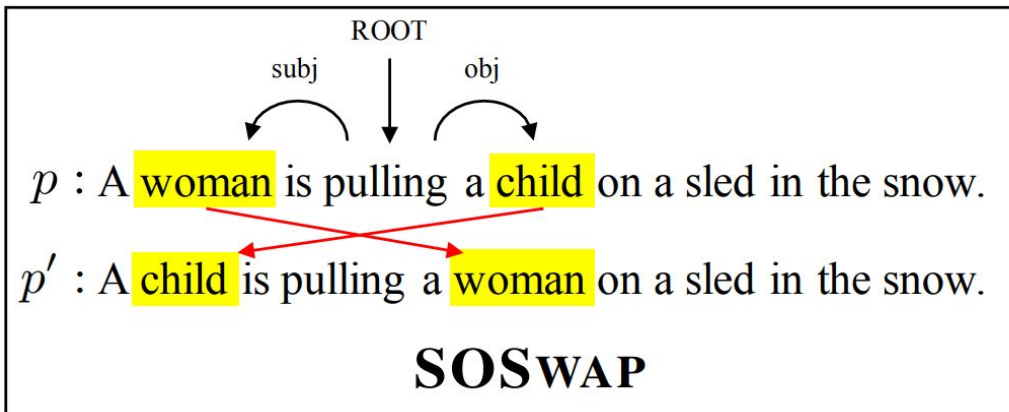 ROOT
subj obj
p : A woman is pulling a child on a sled in the snow.
p′ : A child is pulling a woman on a sled in the snow.
SOSWAP